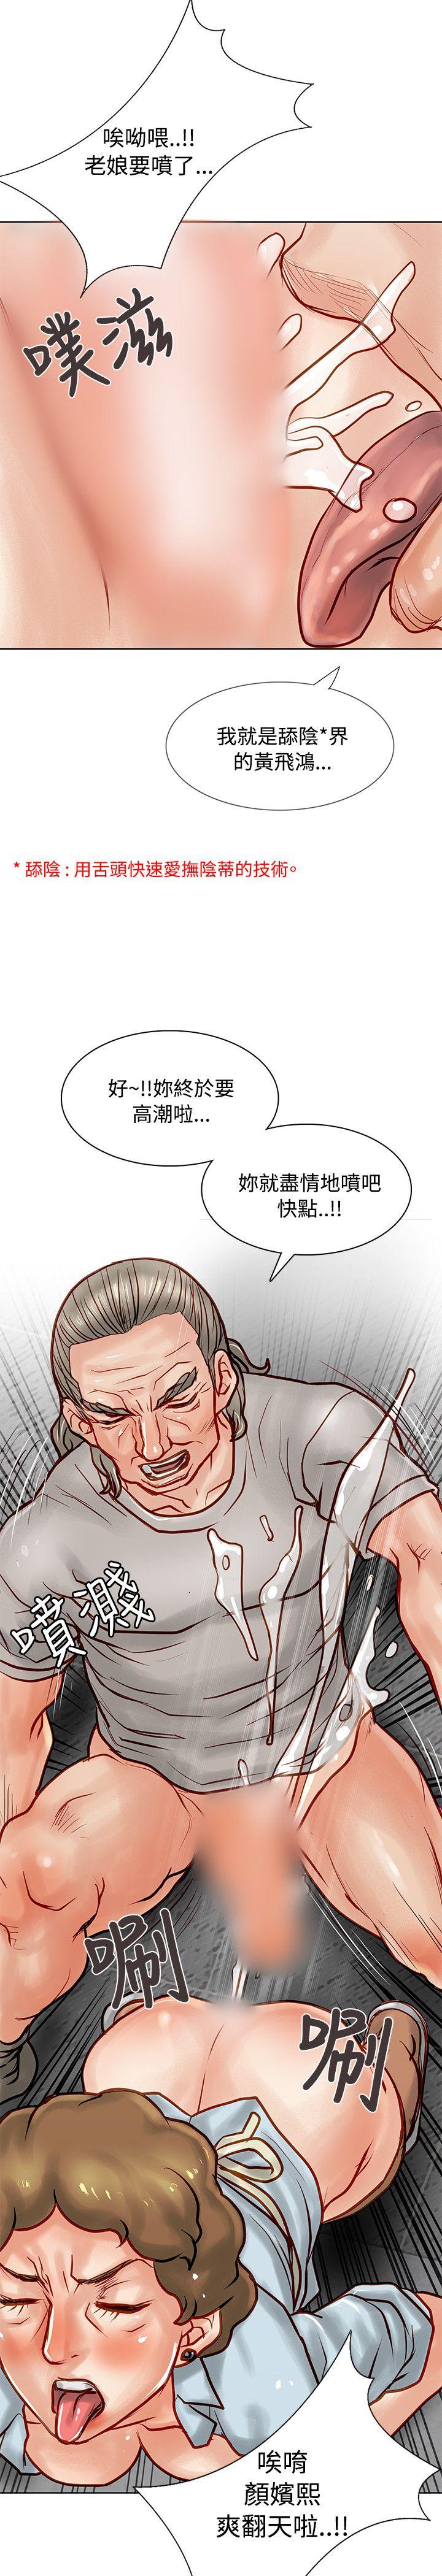 唉呦喂..!!
老娘要噴了...
噗滋
我就是舔陰*界
的黃飛鴻...
* 舔陰 : 用舌頭快速愛撫陰蒂的技術。
好~!!妳終於要
高潮啦...
妳就盡情地噴吧
快點..!!
噴濺
唰
唰
唉唷
顏嬪熙
爽翻天啦..!!